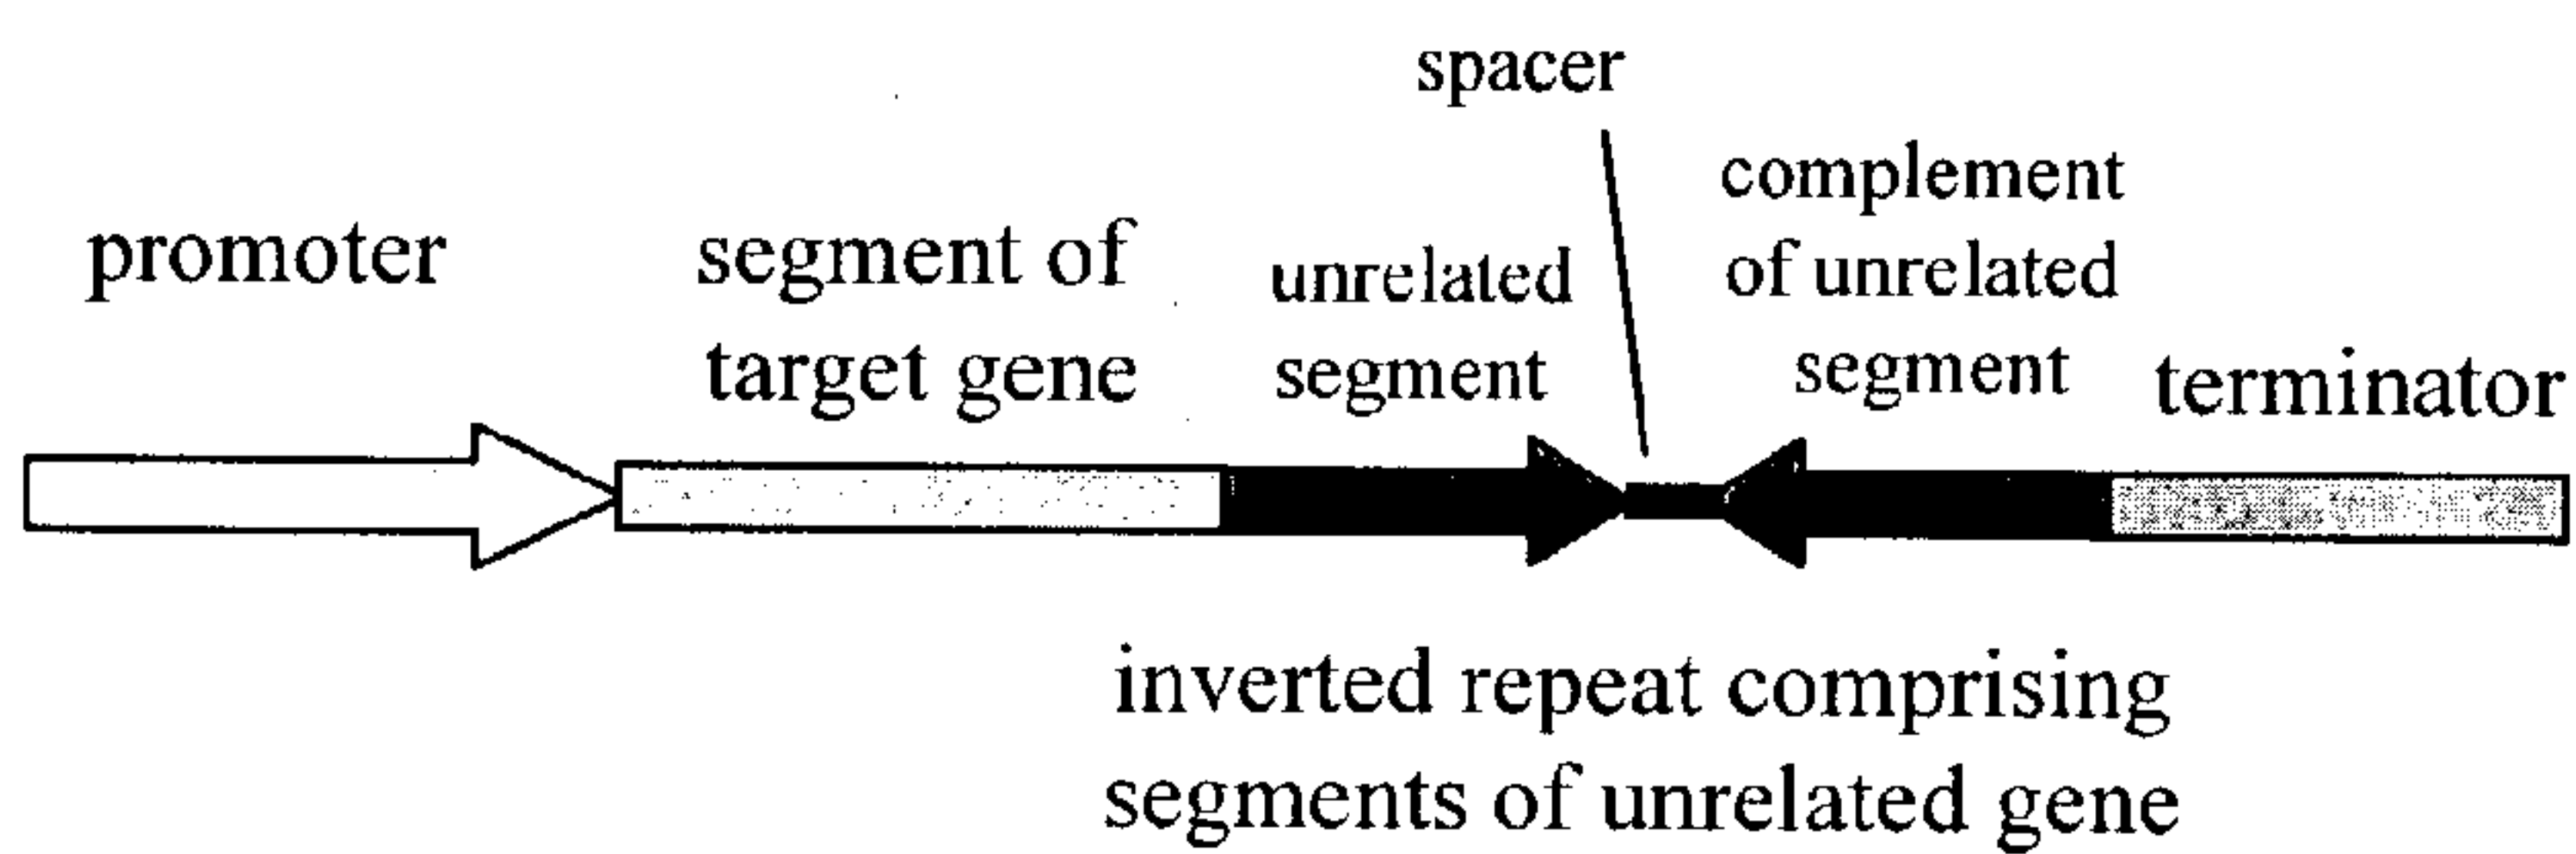 spacer
promoter
segment of
target gene
unrelated
segment
complement
of unrelated
segment
terminator
inverted repeat comprising
segments of unrelated gene